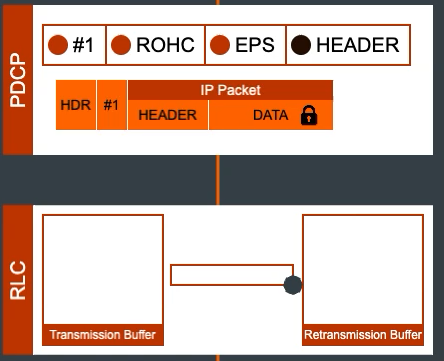 PDCP
#1 ROHC EPS HEADER
HDR #1 IP Packet
HEADER DATA
RLC
Transmission Buffer Retransmission Buffer